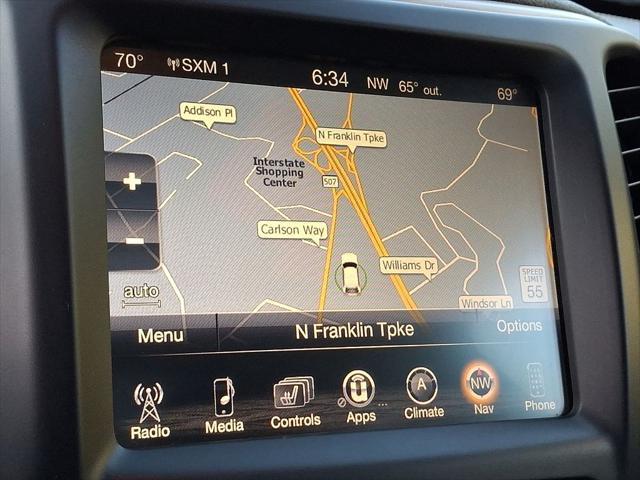 70° SXM 1 6:34 NW 65° out. 69°
Addison Pl
N Franklin Tpke
Interstate
Shopping
Center
507
Carlson Way
Williams Dr
SPEED
LIMIT
55
Windsor Ln
auto
Menu N Franklin Tpke Options
A NW
Radio Media Controls Apps Climate Nav Phone